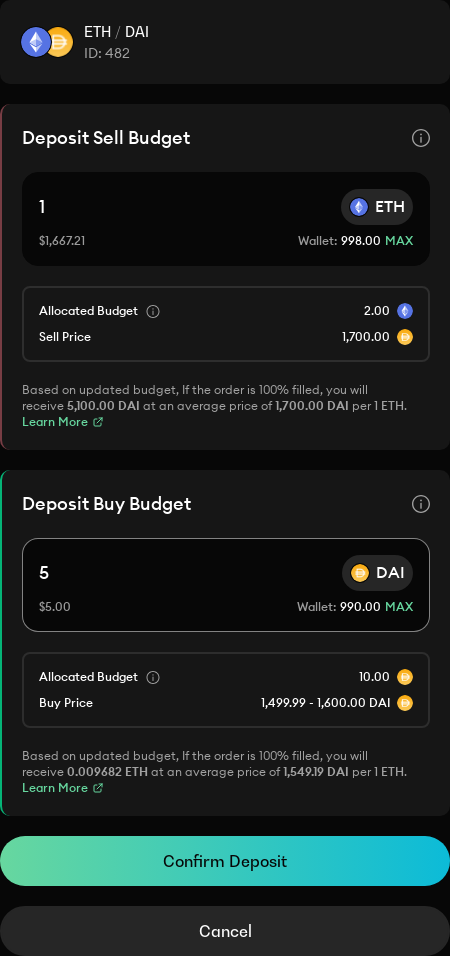 ETH / DAI
ID: 482
Deposit Sell Budget
1
ETH
$1,667.21
Wallet: 998.00 MAX
Allocated Budget
2.00
Sell Price
1,700.00
Based on updated budget, If the order is 100% filled, you will
receive 5,100.00 DAI at an average price of 1,700.00 DAI per 1 ETH.
Learn More
Deposit Buy Budget
5
DAI
$5.00
Wallet: 990.00 MAX
Allocated Budget
10.00
Buy Price
1,499.99 - 1,600.00 DAI
Based on updated budget, If the order is 100% filled, you will
receive 0.009682 ETH at an average price of 1,549.19 DAI per 1 ETH.
Learn More
Confirm Deposit
Cancel